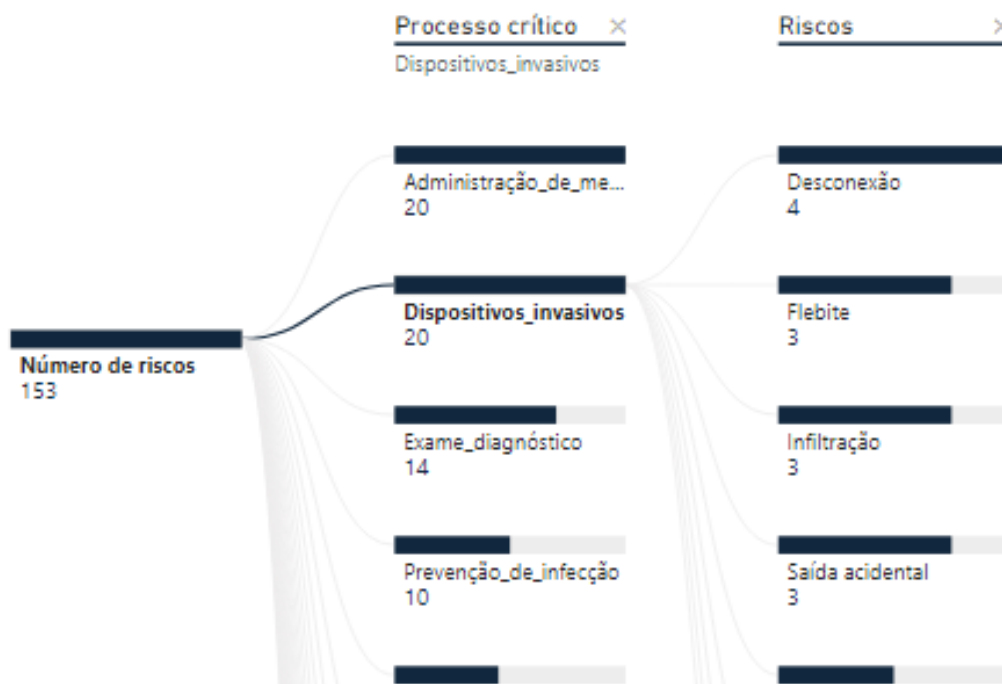 Processo crítico ×
Dispositivos_invasivos
Riscos ×
Número de riscos
153
Administração_de_me...
20
Dispositivos_invasivos
20
Exame_diagnóstico
14
Prevenção_de_infecção
10
Desconexão
4
Flebite
3
Infiltração
3
Saída acidental
3